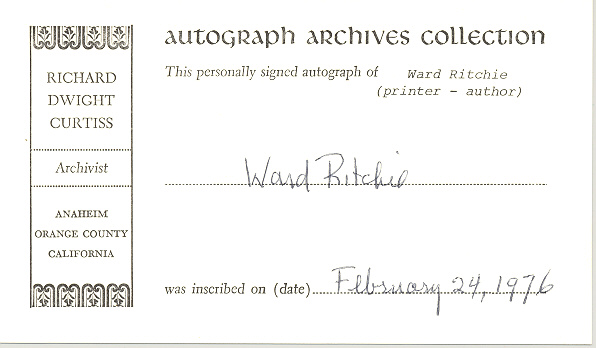 RICHARD
DWIGHT
CURTISS
Archivist
ANAHEIM
ORANGE COUNTY
CALIFORNIA
autograph archives collection
This personally signed autograph of Ward Ritchie
(printer - author)
Ward Ritchie
was inscribed on (date) February 24, 1976